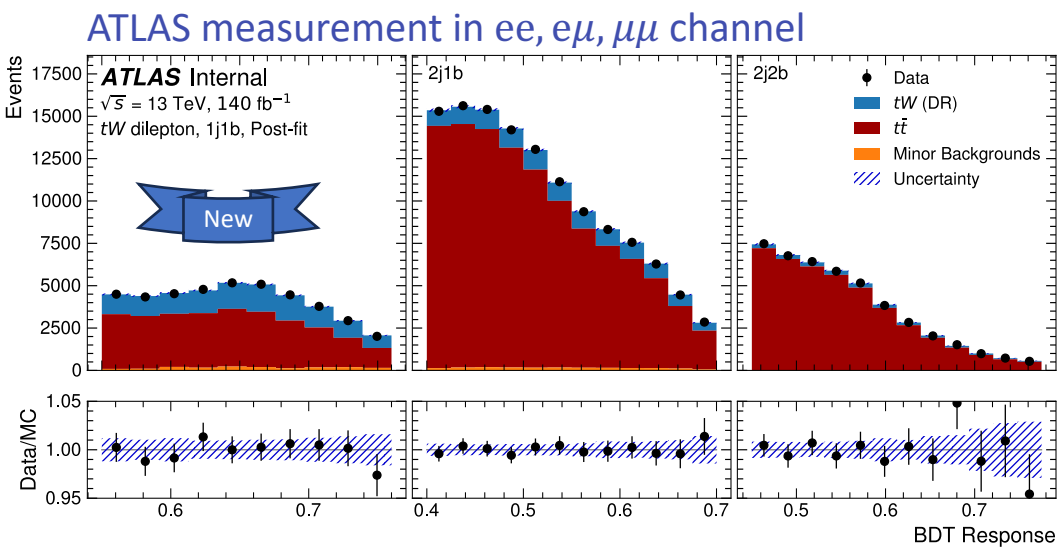 ATLAS measurement in ee, eμ, μμ channel
Events
17500
15000
12500
10000
7500
5000
2500
0
ATLAS Internal
√s = 13 TeV, 140 fb⁻¹
tW dilepton, 1j1b, Post-fit
New
2j1b
2j2b
Data
tW (DR)
tt̄
Minor Backgrounds
Uncertainty
Data/MC
1.05
1.00
0.95
0.6 0.7
0.4 0.5 0.6 0.7
0.5 0.6 0.7
BDT Response